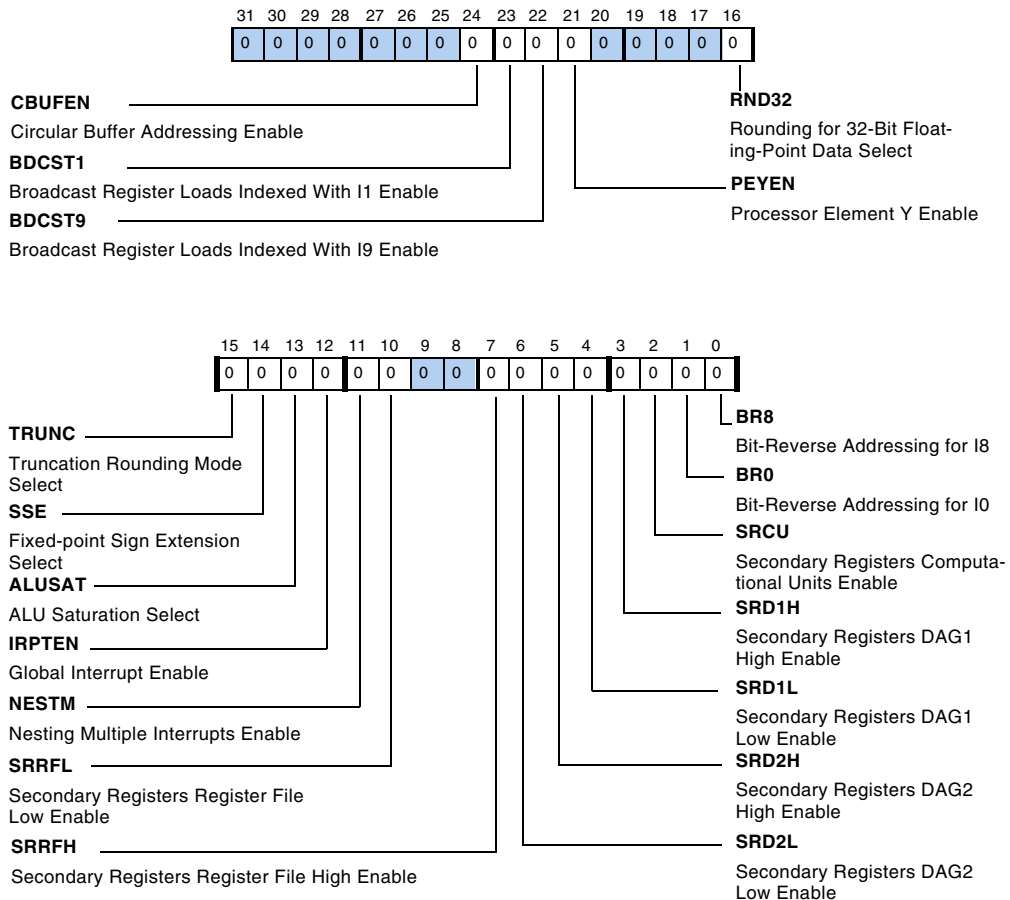 31 30 29 28 27 26 25 24 23 22 21 20 19 18 17 16
0 0 0 0 0 0 0 0 0 0 0 0 0 0 0 0
CBUFEN
Circular Buffer Addressing Enable
BDCST1
Broadcast Register Loads Indexed With I1 Enable
BDCST9
Broadcast Register Loads Indexed With I9 Enable
RND32
Rounding for 32-Bit Float-
ing-Point Data Select
PEYEN
Processor Element Y Enable
15 14 13 12 11 10 9 8 7 6 5 4 3 2 1 0
0 0 0 0 0 0 0 0 0 0 0 0 0 0 0 0
TRUNC
Truncation Rounding Mode
Select
SSE
Fixed-point Sign Extension
Select
ALUSAT
ALU Saturation Select
IRPTEN
Global Interrupt Enable
NESTM
Nesting Multiple Interrupts Enable
SRRFL
Secondary Registers Register File
Low Enable
SRRFH
Secondary Registers Register File High Enable
BR8
Bit-Reverse Addressing for I8
BR0
Bit-Reverse Addressing for I0
SRCU
Secondary Registers Computa-
tional Units Enable
SRD1H
Secondary Registers DAG1
High Enable
SRD1L
Secondary Registers DAG1
Low Enable
SRD2H
Secondary Registers DAG2
High Enable
SRD2L
Secondary Registers DAG2
Low Enable